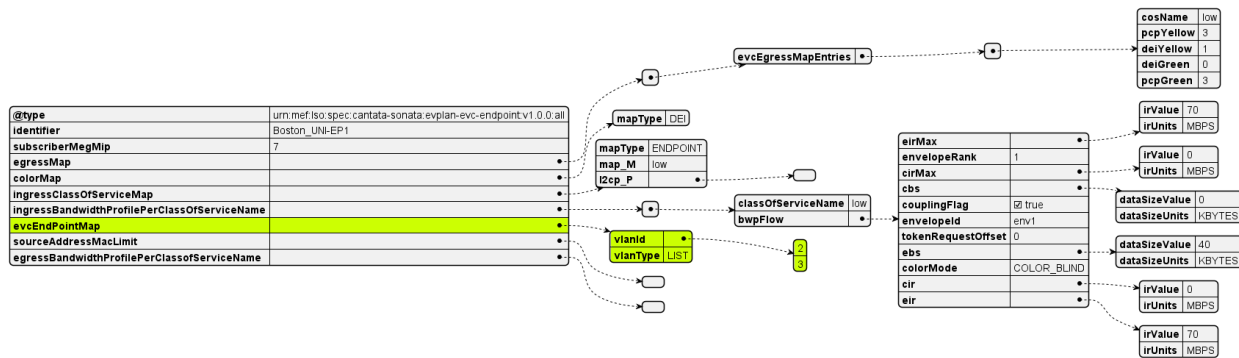 @type urn:mef:lso:spec:cantata-sonata:evplan-evc-endpoint:v1.0.0:all
identifier Boston_UNI-EP1
subscriberMegMip 7
egressMap
colorMap
ingressClassOfServiceMap
ingressBandwidthProfilePerClassOfServiceName
evcEndPointMap
sourceAddressMacLimit
egressBandwidthProfilePerClassofServiceName
evcEgressMapEntries
cosName low
pcpYellow 3
deiYellow 1
deiGreen 0
pcpGreen 3
mapType DEI
mapType ENDPOINT
map_M low
l2cp_P
classOfServiceName low
bwpFlow
eirMax
envelopeRank 1
cirMax
cbs
couplingFlag ☑ true
envelopeId env1
tokenRequestOffset 0
ebs
colorMode COLOR_BLIND
cir
eir
irValue 70
irUnits MBPS
irValue 0
irUnits MBPS
dataSizeValue 0
dataSizeUnits KBYTES
dataSizeValue 40
dataSizeUnits KBYTES
irValue 0
irUnits MBPS
irValue 70
irUnits MBPS
vlanId
vlanType LIST
2
3